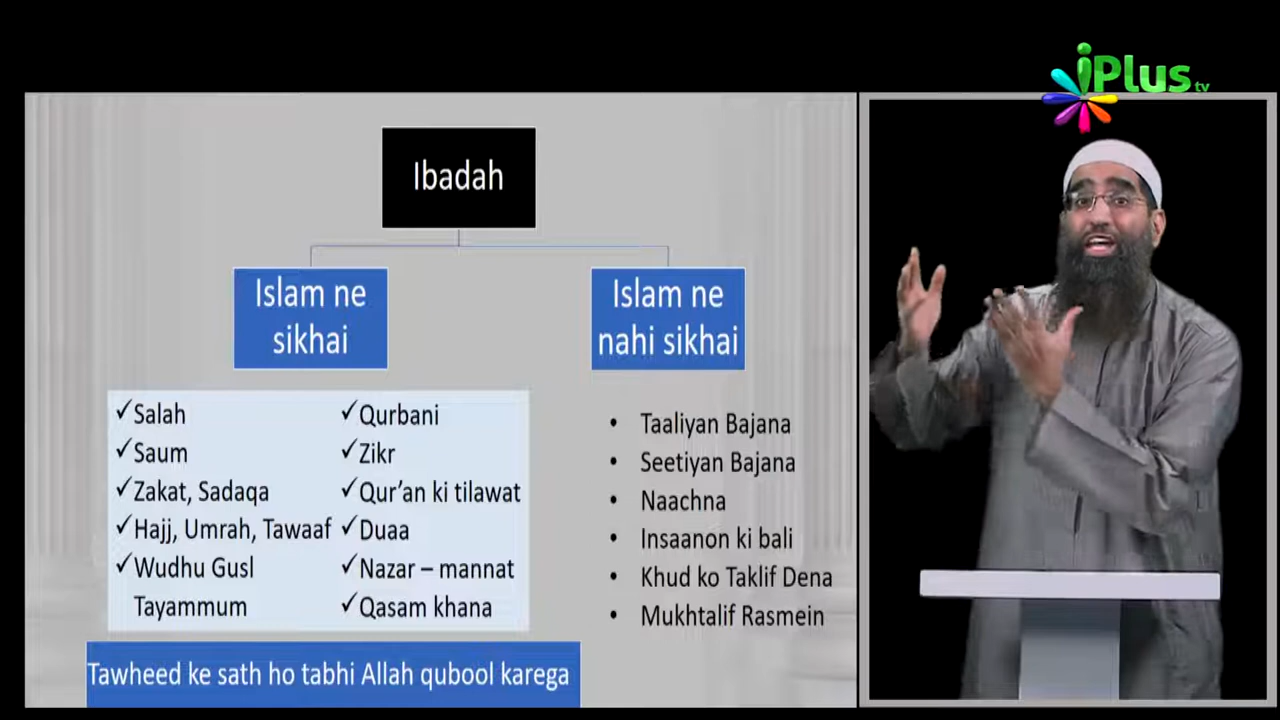 iPlus tv
Ibadah
Islam ne
sikhai
Islam ne
nahi sikhai
✓Salah
✓Saum
✓Zakat, Sadaqa
✓Hajj, Umrah, Tawaaf
✓Wudhu Gusl
Tayammum
✓Qurbani
✓Zikr
✓Qur’an ki tilawat
✓Duaa
✓Nazar – mannat
✓Qasam khana
• Taaliyan Bajana
• Seetiyan Bajana
• Naachna
• Insaanon ki bali
• Khud ko Taklif Dena
• Mukhtalif Rasmein
Tawheed ke sath ho tabhi Allah qubool karega